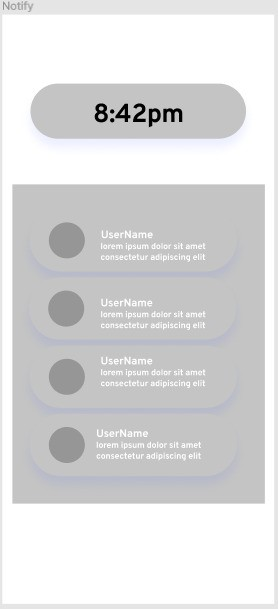 Notify
8:42pm
UserName
lorem ipsum dolor sit amet
consectetur adipiscing elit
UserName
lorem ipsum dolor sit amet
consectetur adipiscing elit
UserName
lorem ipsum dolor sit amet
consectetur adipiscing elit
UserName
lorem ipsum dolor sit amet
consectetur adipiscing elit